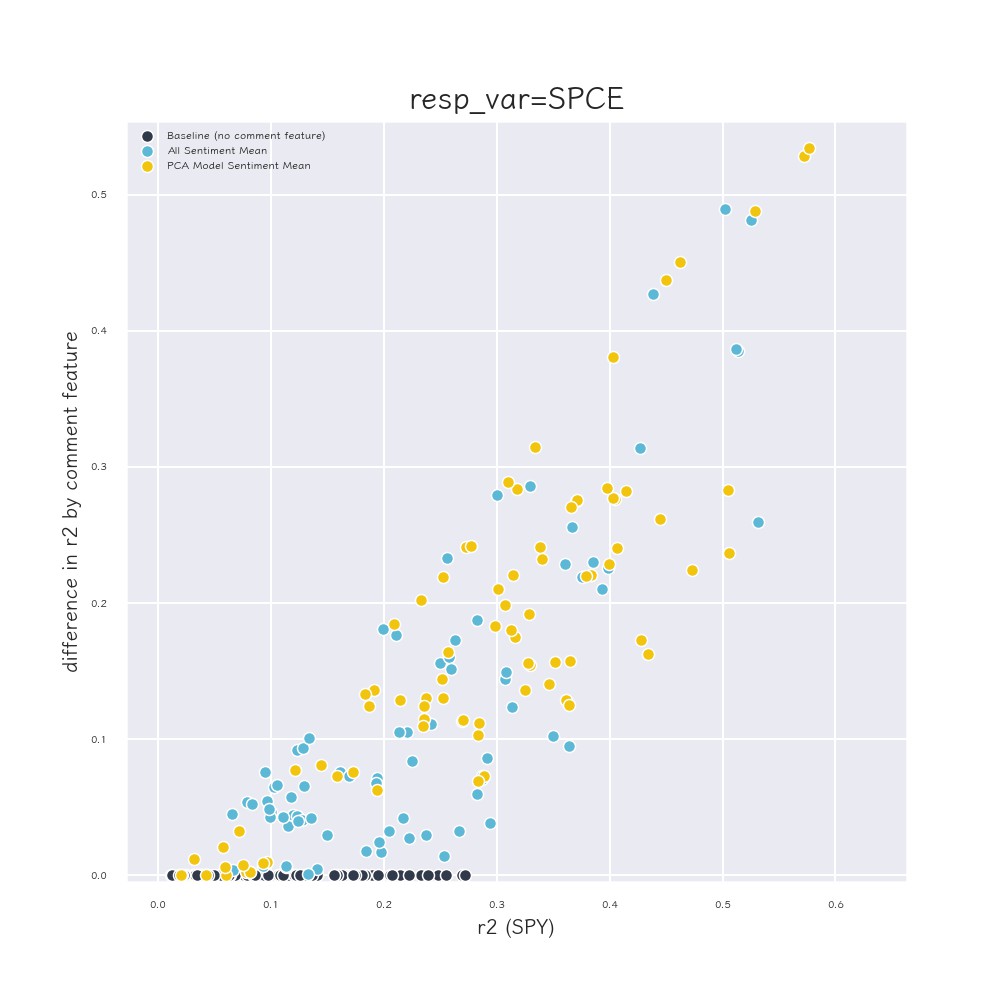 resp_var=SPCE
Baseline (no comment feature)
All Sentiment Mean
PCA Model Sentiment Mean
difference in r2 by comment feature
0.5
0.4
0.3
0.2
0.1
0.0
0.0 0.1 0.2 0.3 0.4 0.5 0.6
r2 (SPY)